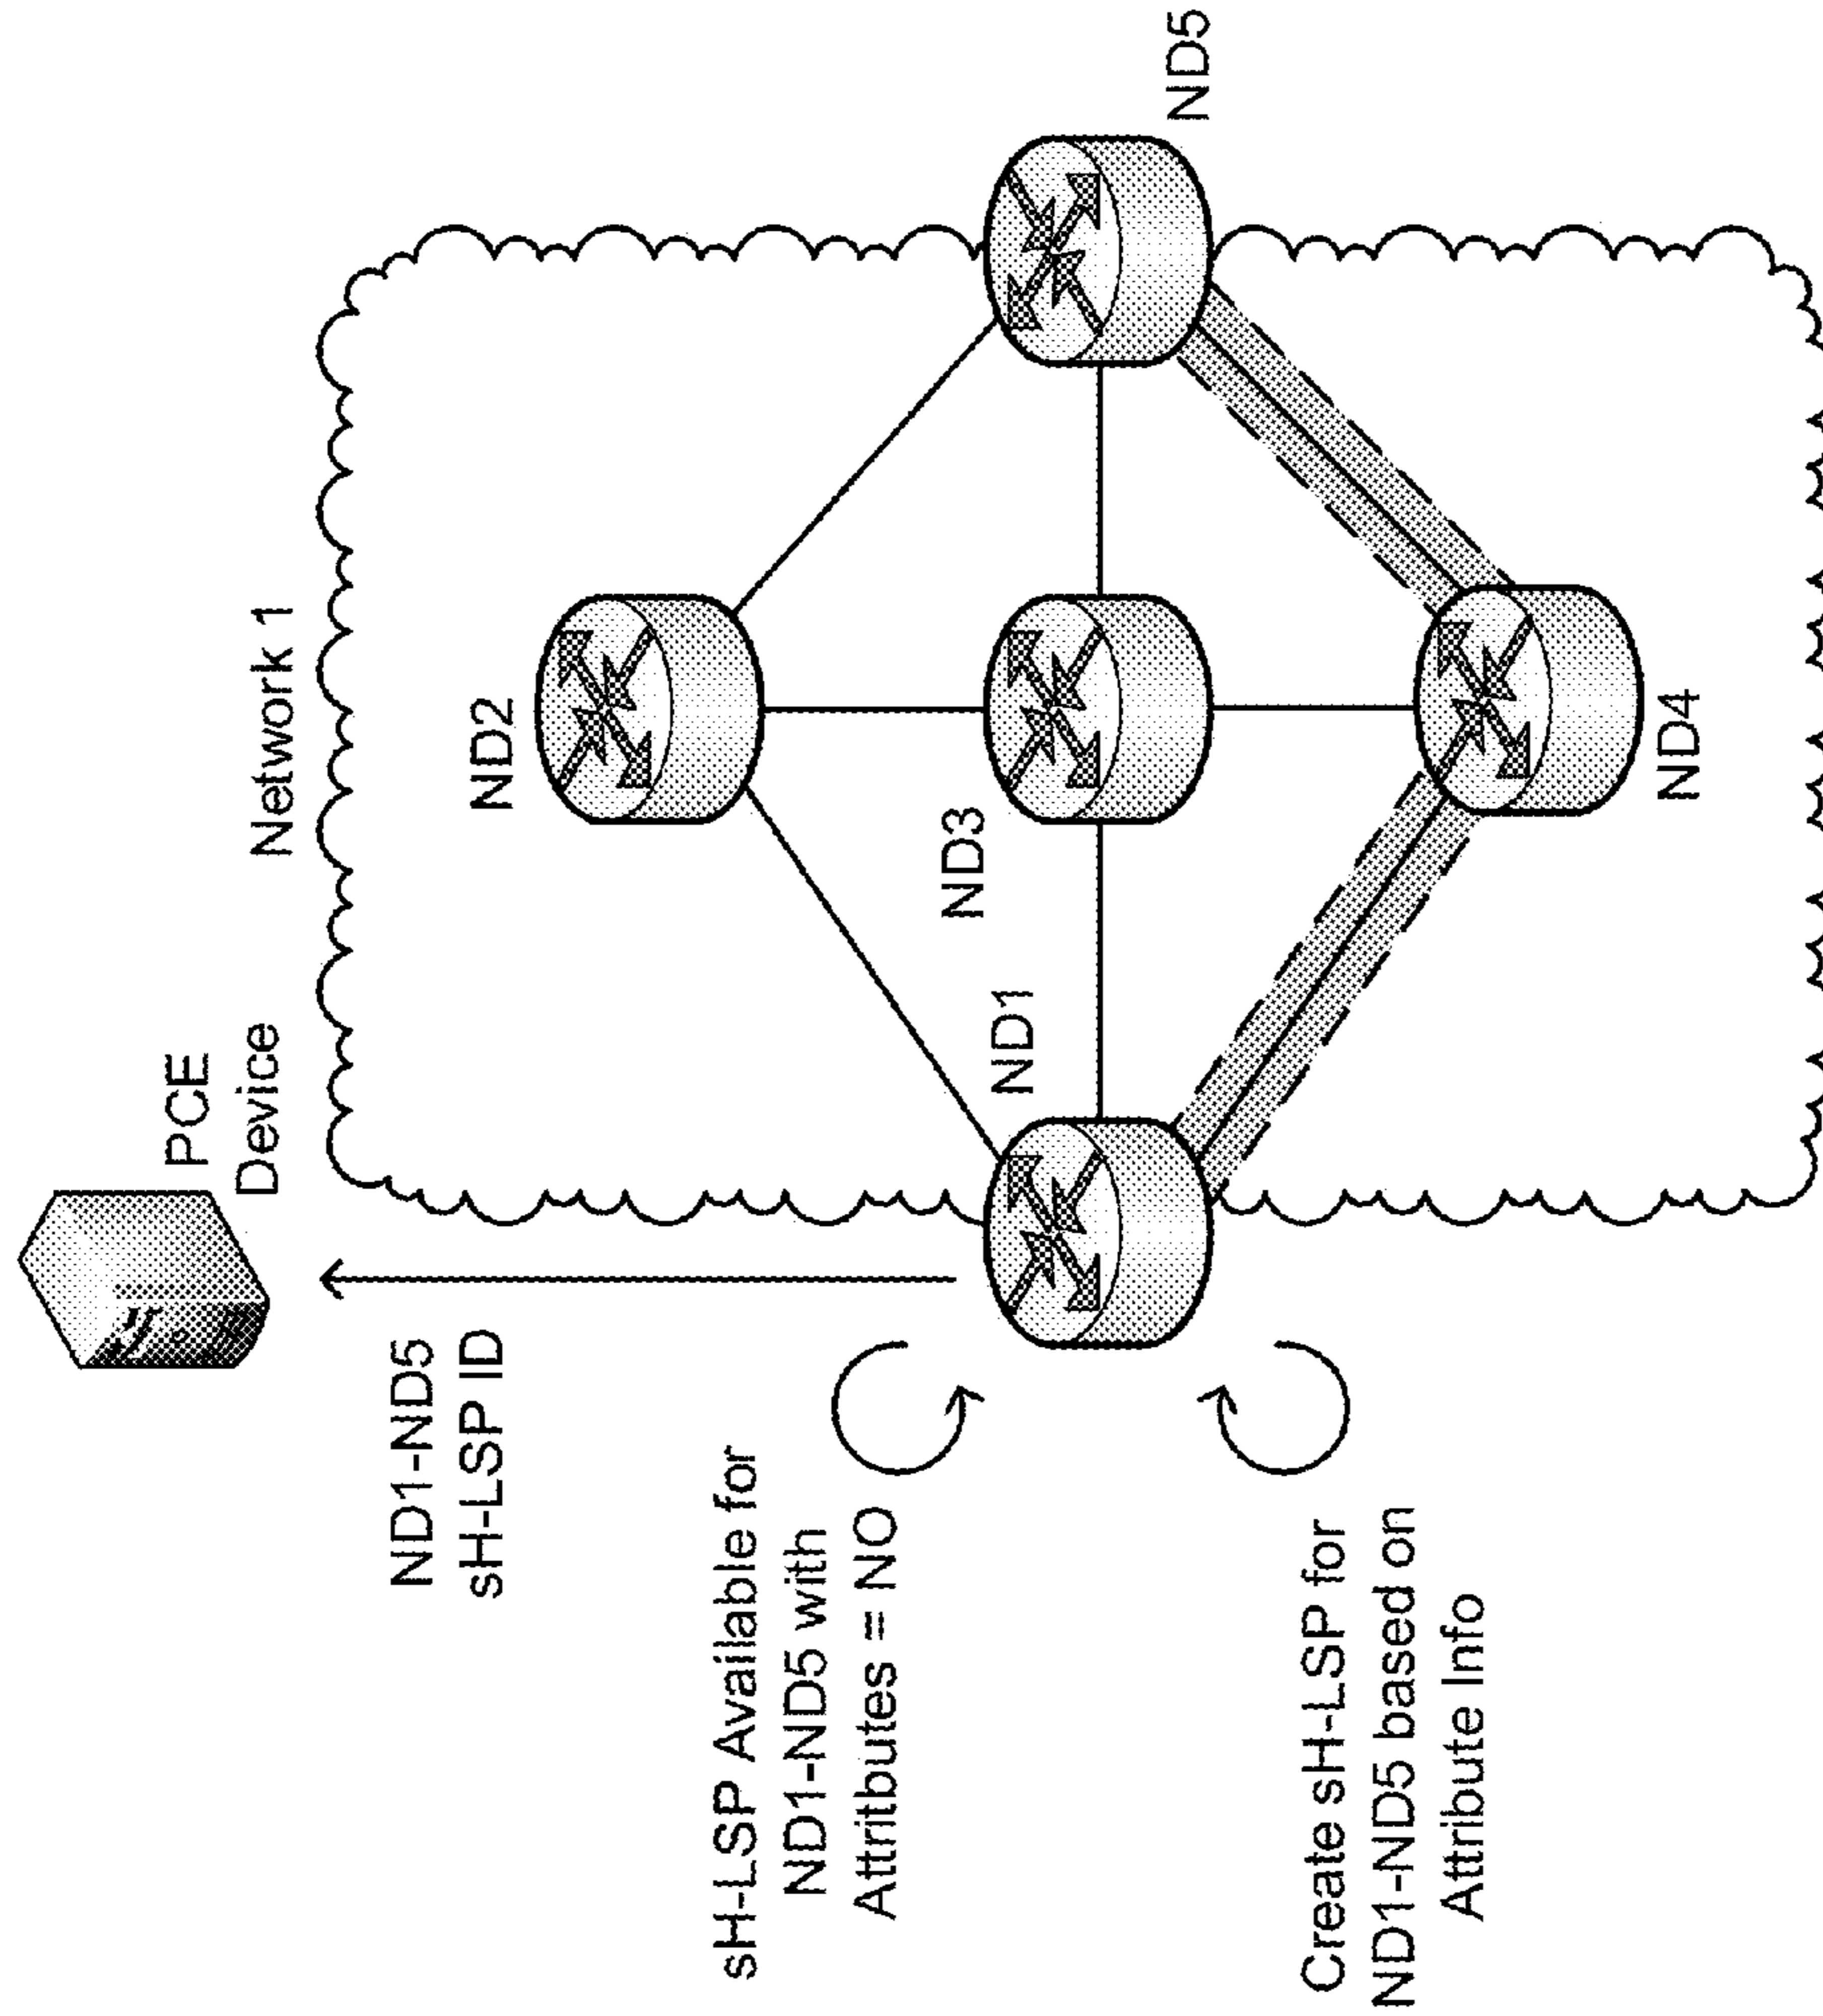 PCE
Device
Network 1
ND1-ND5
sH-LSP ID
ND2
sH-LSP Available for
ND1-ND5 with
Attritbutes = NO
ND1
ND3
ND5
Create sH-LSP for
ND1-ND5 based on
Attribute Info
ND4